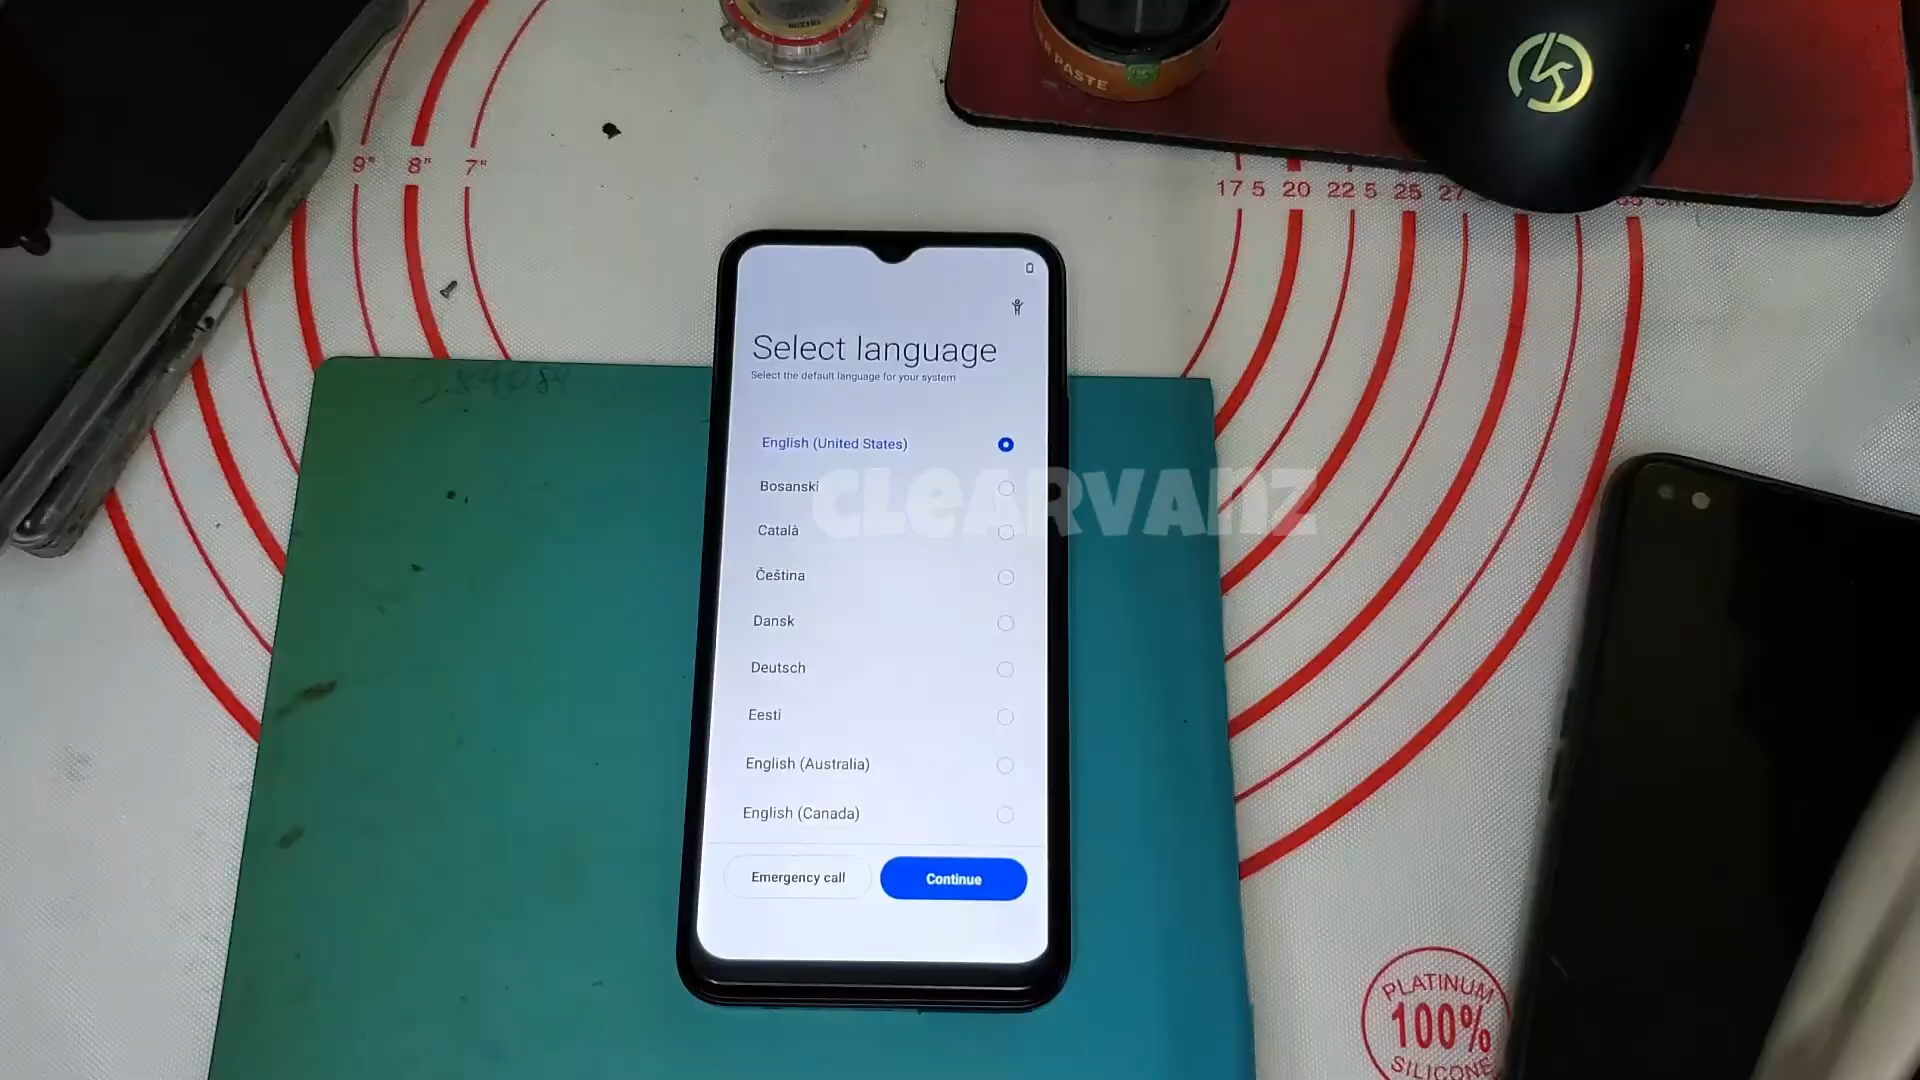 PASTE
9" 8" 7"
17 5 20 22 5 25 27
Select language
Select the default language for your system
English (United States)
Bosanski
CLEARVANZ
Català
Čeština
Dansk
Deutsch
Eesti
English (Australia)
English (Canada)
Emergency call
Continue
PLATINUM
100%
SILICONE